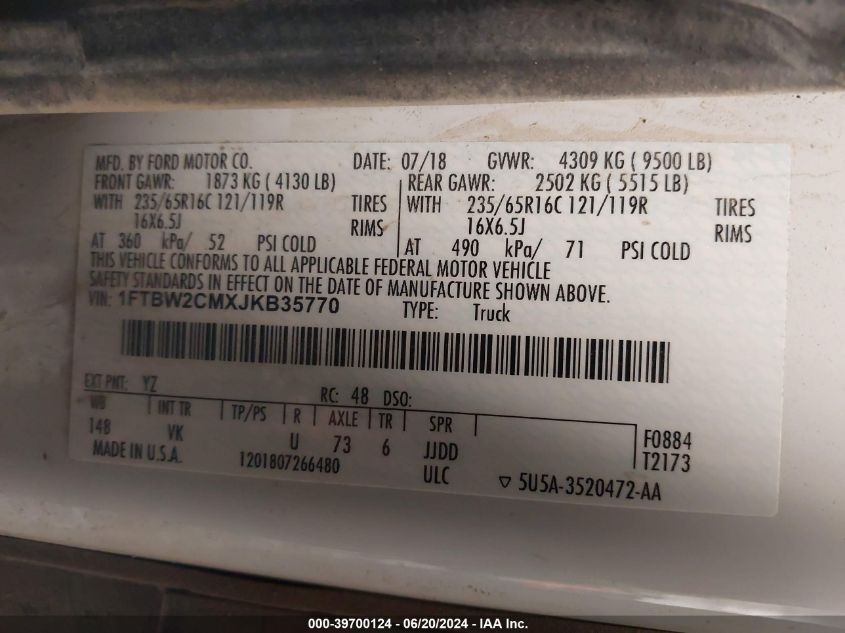 MFD. BY FORD MOTOR CO. DATE: 07/18 GVWR: 4309 KG ( 9500 LB)
FRONT GAWR: 1873 KG ( 4130 LB) REAR GAWR: 2502 KG ( 5515 LB)
WITH 235/65R16C 121/119R TIRES WITH 235/65R16C 121/119R TIRES
16X6.5J RIMS 16X6.5J RIMS
AT 360 kPa/ 52 PSI COLD AT 490 kPa/ 71 PSI COLD
THIS VEHICLE CONFORMS TO ALL APPLICABLE FEDERAL MOTOR VEHICLE
SAFETY STANDARDS IN EFFECT ON THE DATE OF MANUFACTURE SHOWN ABOVE.
VIN: 1FTBW2CMXJKB35770 TYPE: Truck
EXT PNT: YZ RC: 48 DSO:
WB INT TR TP/PS R AXLE TR SPR
148 VK U 73 6 JJDD F0884
MADE IN U.S.A. 1201807266480 ULC T2173
▽ 5U5A-3520472-AA
000-39700124 - 06/20/2024 - IAA Inc.